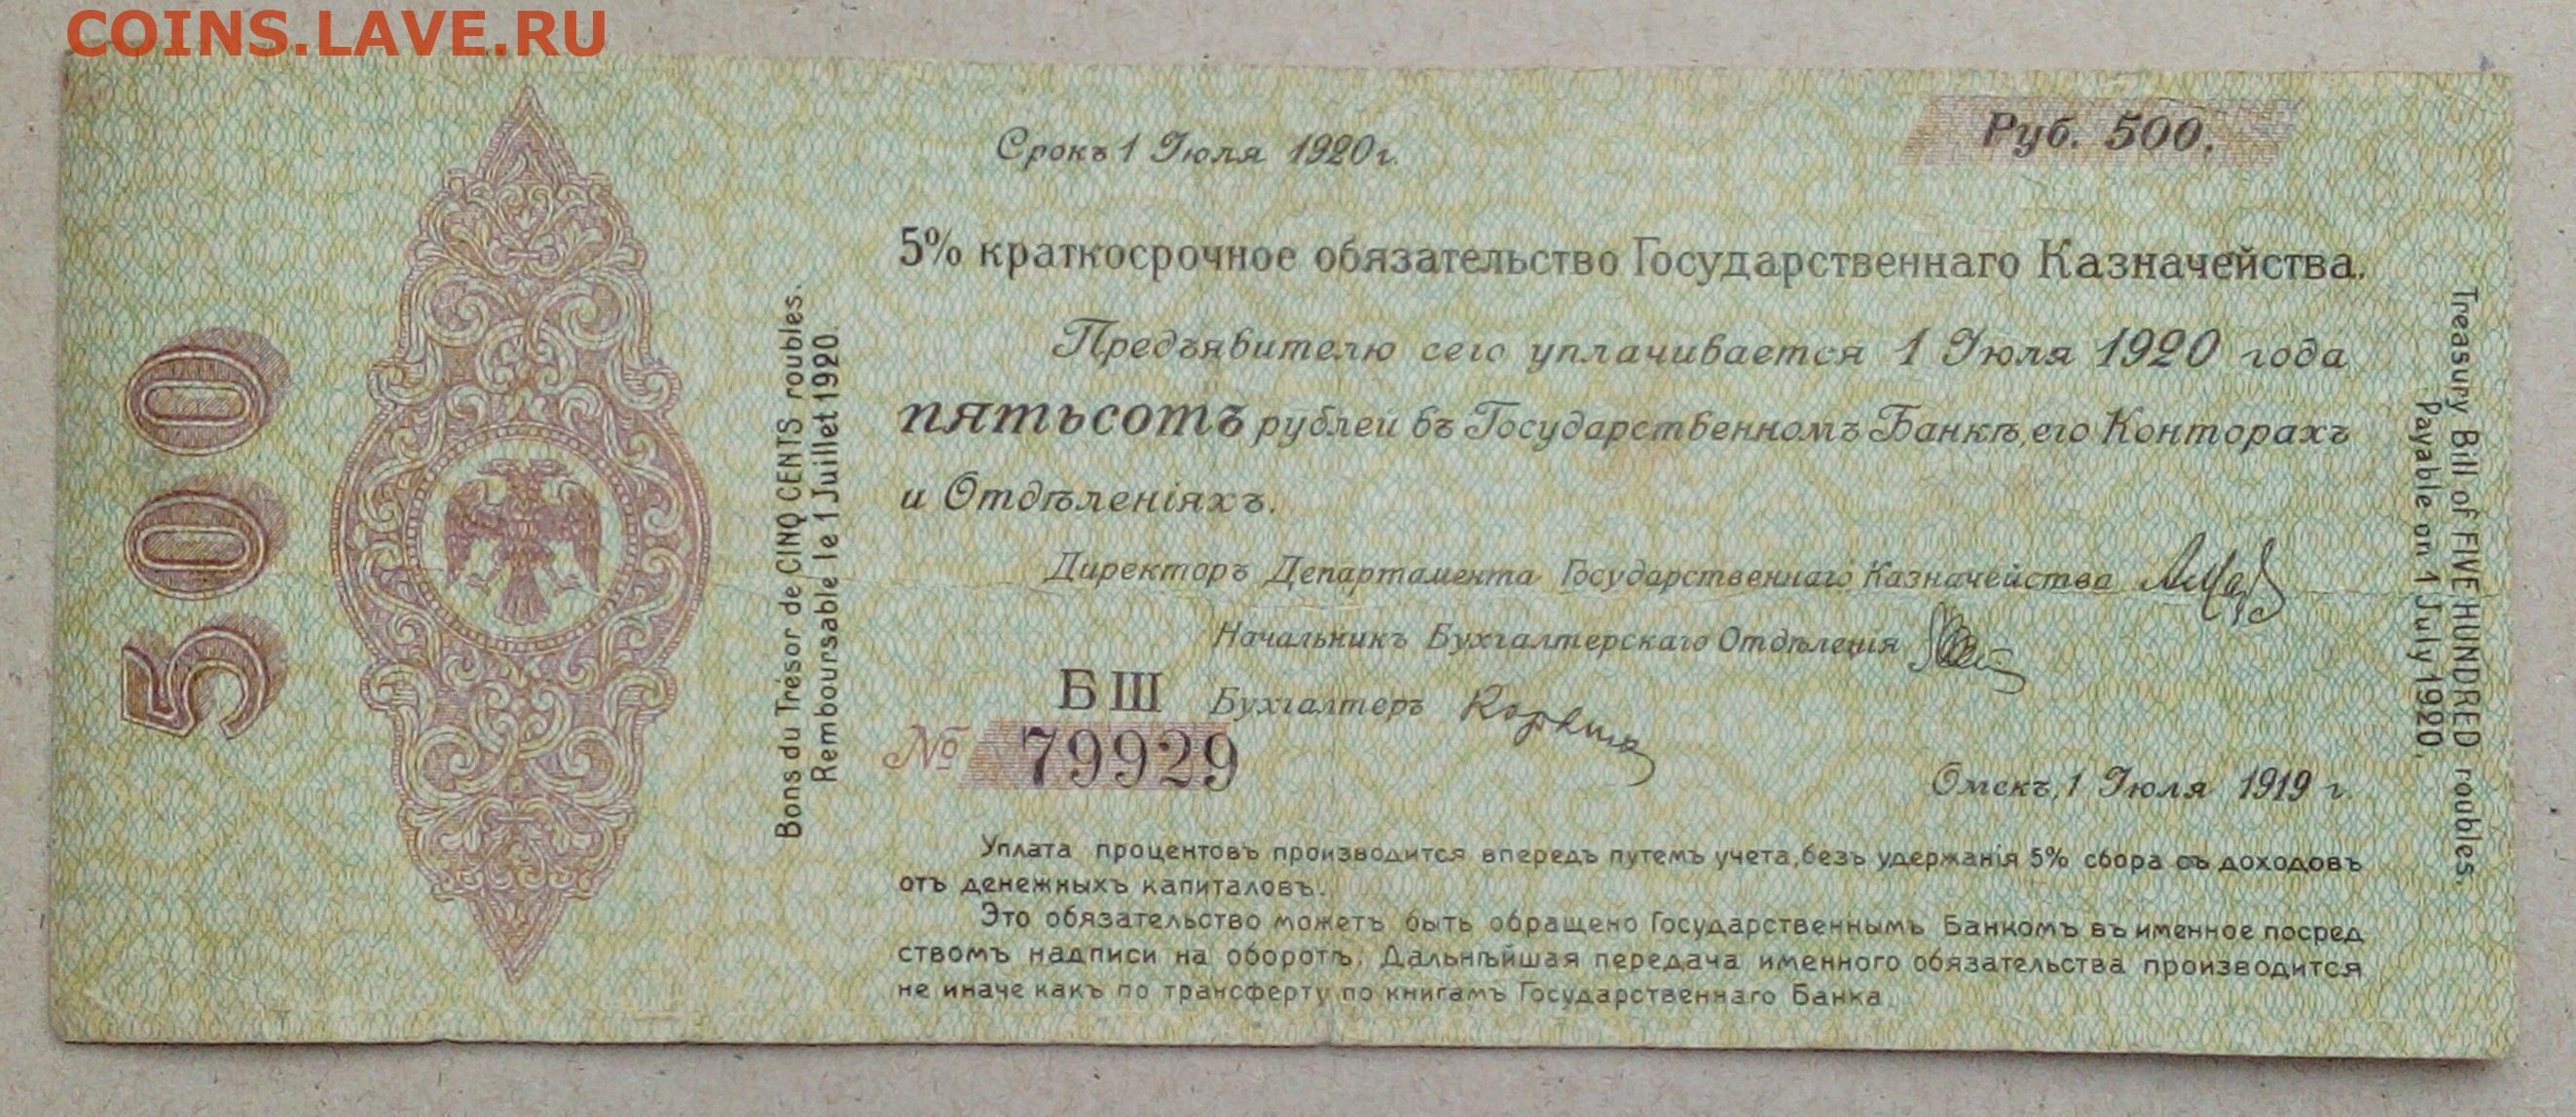 COINS.LAVE.RU
Срокъ 1 Июля 1920 г.
Руб. 500.
500
Bons du Trésor de CINQ CENTS roubles.
Remboursable le 1 Juillet 1920.
5% краткосрочное обязательство Государственнаго Казначейства.
Предъявителю сего уплачивается 1 Июля 1920 года
пятьсотъ рублей въ Государственномъ Банкѣ, его Конторахъ
и Отдѣленіяхъ.
Директоръ Департамента Государственнаго Казначейства
Начальникъ Бухгалтерскаго Отдѣленія
БШ
Бухгалтеръ
№ 79929
Омскъ, 1 Июля 1919 г.
Уплата процентовъ производится впередъ путемъ учета, безъ удержанія 5% сбора съ доходовъ
отъ денежныхъ капиталовъ.
Это обязательство можетъ быть обращено Государственнымъ Банкомъ въ именное посред
ствомъ надписи на оборотѣ. Дальнѣйшая передача именного обязательства производится
не иначе какъ по трансферту по книгамъ Государственнаго Банка.
Treasury Bill of FIVE HUNDRED roubles.
Payable on 1 July 1920.